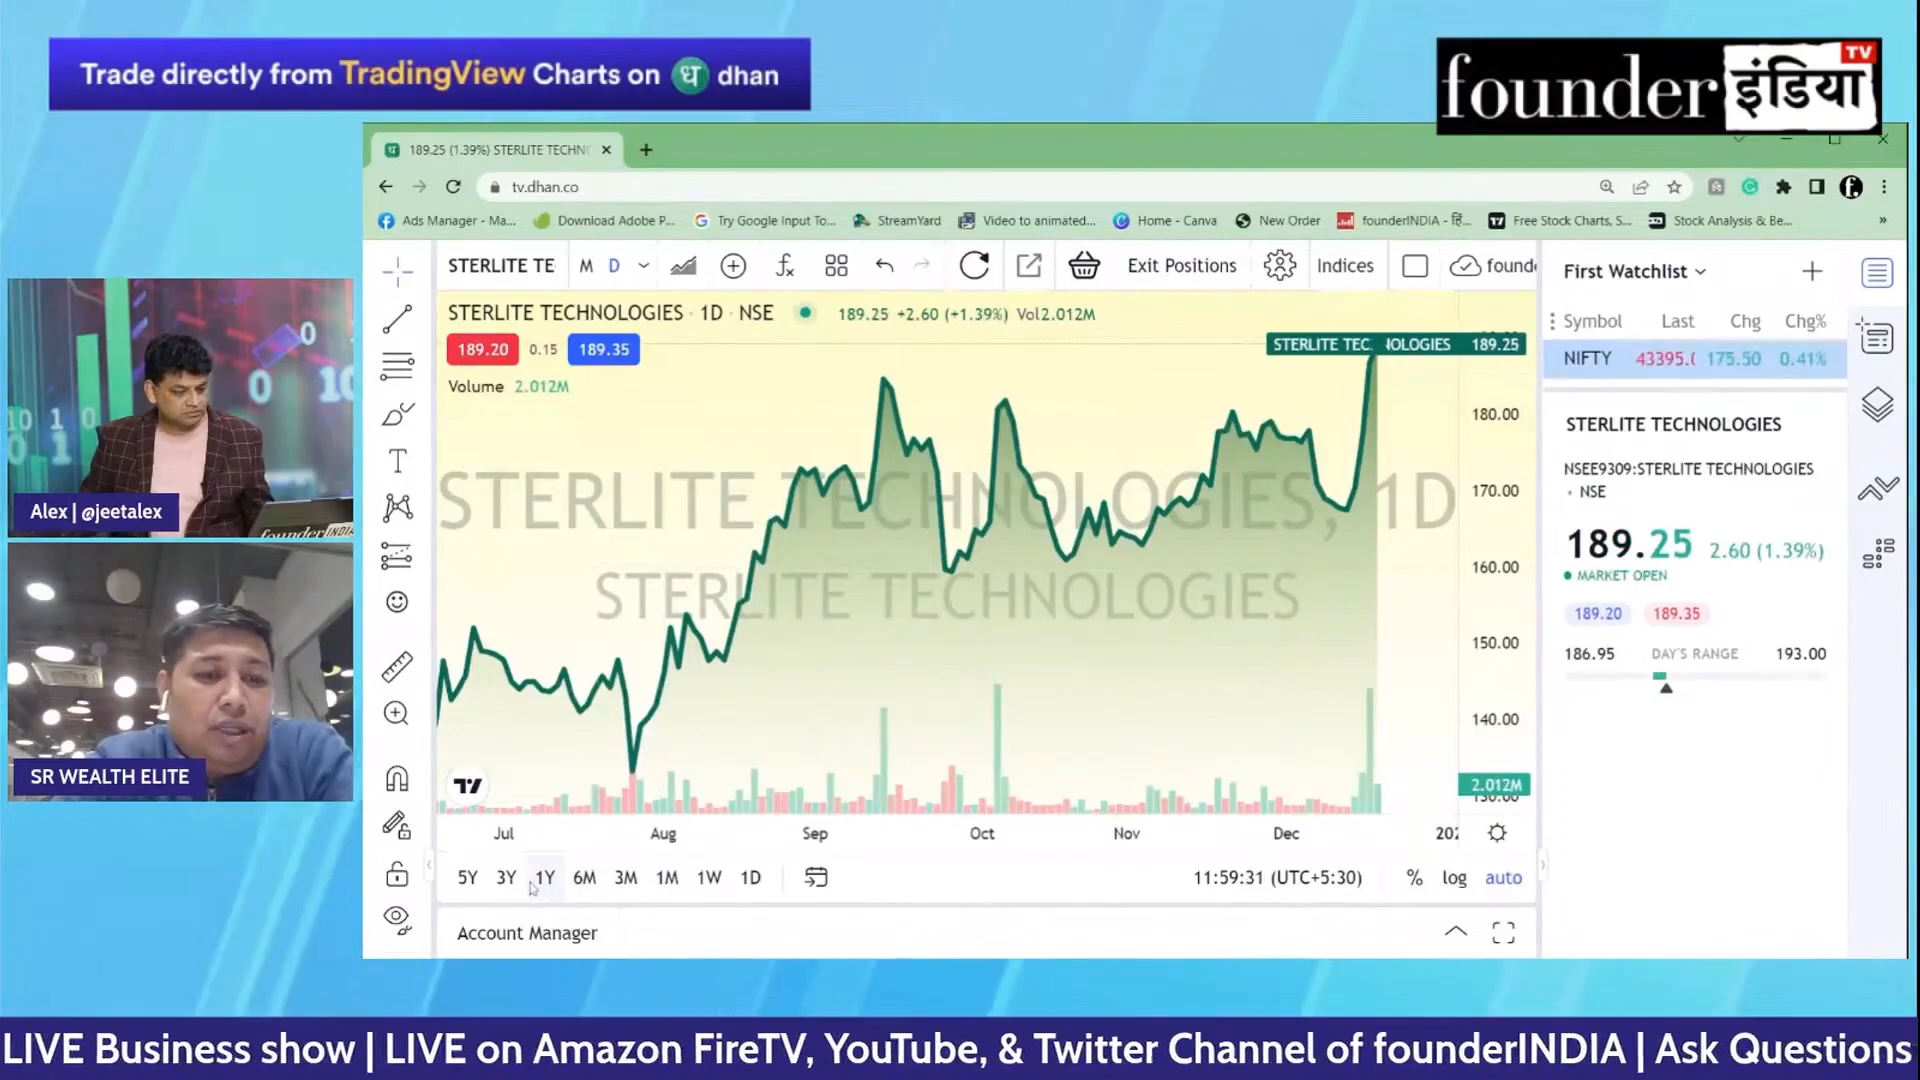 Trade directly from TradingView Charts on ध dhan
founder इंडिया TV
189.25 (1.39%) STERLITE TECHN
tv.dhan.co
Ads Manager - Ma...
Download Adobe P...
Try Google Input To...
StreamYard
Video to animated...
Home - Canva
New Order
founderINDIA - हिं...
Free Stock Charts, S...
Stock Analysis & Be...
»
STERLITE TE
M D
Exit Positions
Indices
First Watchlist
STERLITE TECHNOLOGIES · 1D · NSE
189.25 +2.60 (+1.39%) Vol2.012M
189.20 0.15 189.35
Volume 2.012M
STERLITE TEC
NOLOGIES 189.25
180.00
170.00
160.00
150.00
140.00
2.012M
STERLITE TECHNOLOGIES, 1D
STERLITE TECHNOLOGIES
Jul Aug Sep Oct Nov Dec 202
5Y 3Y 1Y 6M 3M 1M 1W 1D
11:59:31 (UTC+5:30)
% log auto
Account Manager
Symbol Last Chg Chg%
NIFTY 43395.0 175.50 0.41%
STERLITE TECHNOLOGIES
NSEE9309:STERLITE TECHNOLOGIES
· NSE
189.25 2.60 (1.39%)
MARKET OPEN
189.20 189.35
186.95 DAY'S RANGE 193.00
Alex | @jeetalex
founderINDIA
SR WEALTH ELITE
LIVE Business show | LIVE on Amazon FireTV, YouTube, & Twitter Channel of founderINDIA | Ask Questions